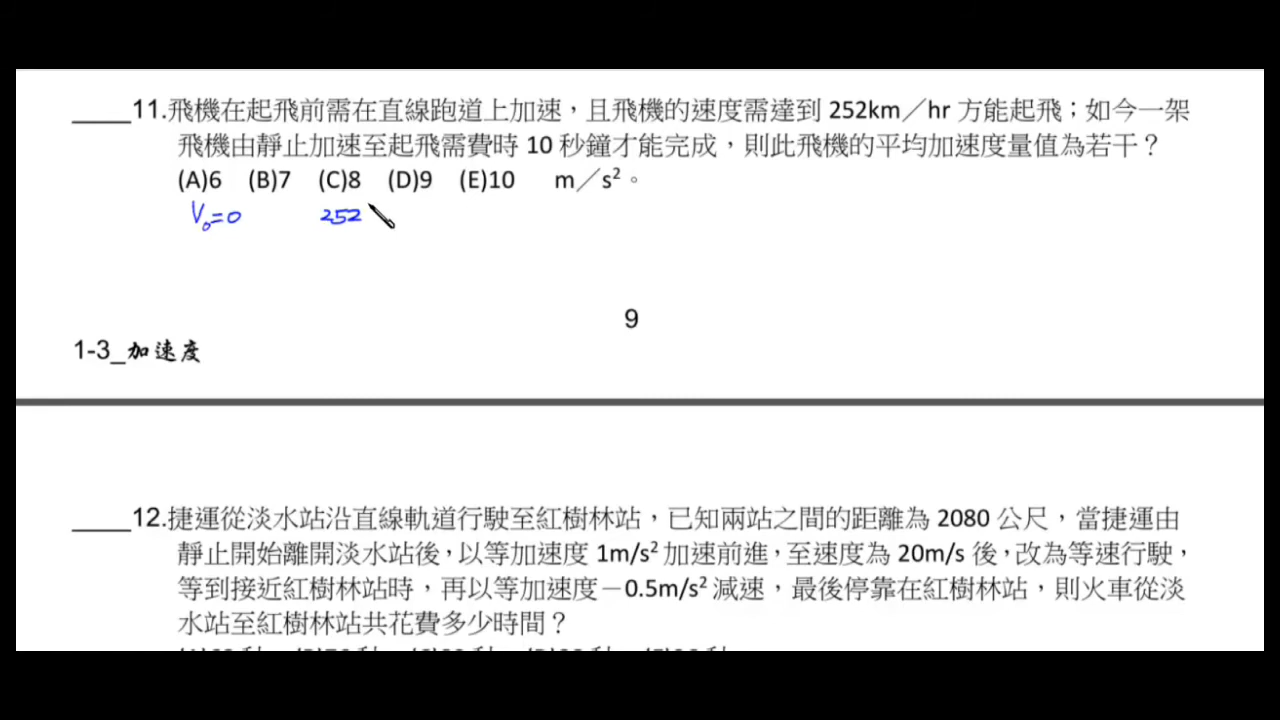 ____11.飛機在起飛前需在直線跑道上加速，且飛機的速度需達到 252km／hr 方能起飛；如今一架
飛機由靜止加速至起飛需費時 10 秒鐘才能完成，則此飛機的平均加速度量值為若干？
(A)6 (B)7 (C)8 (D)9 (E)10 m／s²。
V₀=0 252
9
1-3_加速度
____12.捷運從淡水站沿直線軌道行駛至紅樹林站，已知兩站之間的距離為 2080 公尺，當捷運由
靜止開始離開淡水站後，以等加速度 1m/s² 加速前進，至速度為 20m/s 後，改為等速行駛，
等到接近紅樹林站時，再以等加速度－0.5m/s² 減速，最後停靠在紅樹林站，則火車從淡
水站至紅樹林站共花費多少時間？